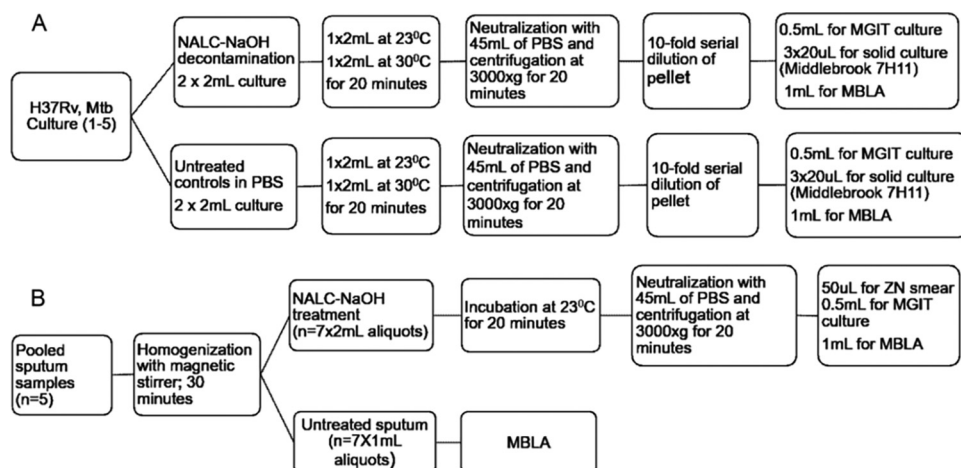 A
H37Rv, Mtb
Culture (1-5)
NALC-NaOH
decontamination
2 x 2mL culture
1x2mL at 23⁰C
1x2mL at 30⁰C
for 20 minutes
Neutralization with
45mL of PBS and
centrifugation at
3000xg for 20
minutes
10-fold serial
dilution of
pellet
0.5mL for MGIT culture
3x20uL for solid culture
(Middlebrook 7H11)
1mL for MBLA
Untreated
controls in PBS
2 x 2mL culture
1x2mL at 23⁰C
1x2mL at 30⁰C
for 20 minutes
Neutralization with
45mL of PBS and
centrifugation at
3000xg for 20
minutes
10-fold serial
dilution of
pellet
0.5mL for MGIT culture
3x20uL for solid culture
(Middlebrook 7H11)
1mL for MBLA
B
Pooled
sputum
samples
(n=5)
Homogenization
with magnetic
stirrer; 30
minutes
NALC-NaOH
treatment
(n=7x2mL aliquots)
Incubation at 23⁰C
for 20 minutes
Neutralization with
45mL of PBS and
centrifugation at
3000xg for 20
minutes
50uL for ZN smear
0.5mL for MGIT
culture
1mL for MBLA
Untreated sputum
(n=7X1mL
aliquots)
MBLA